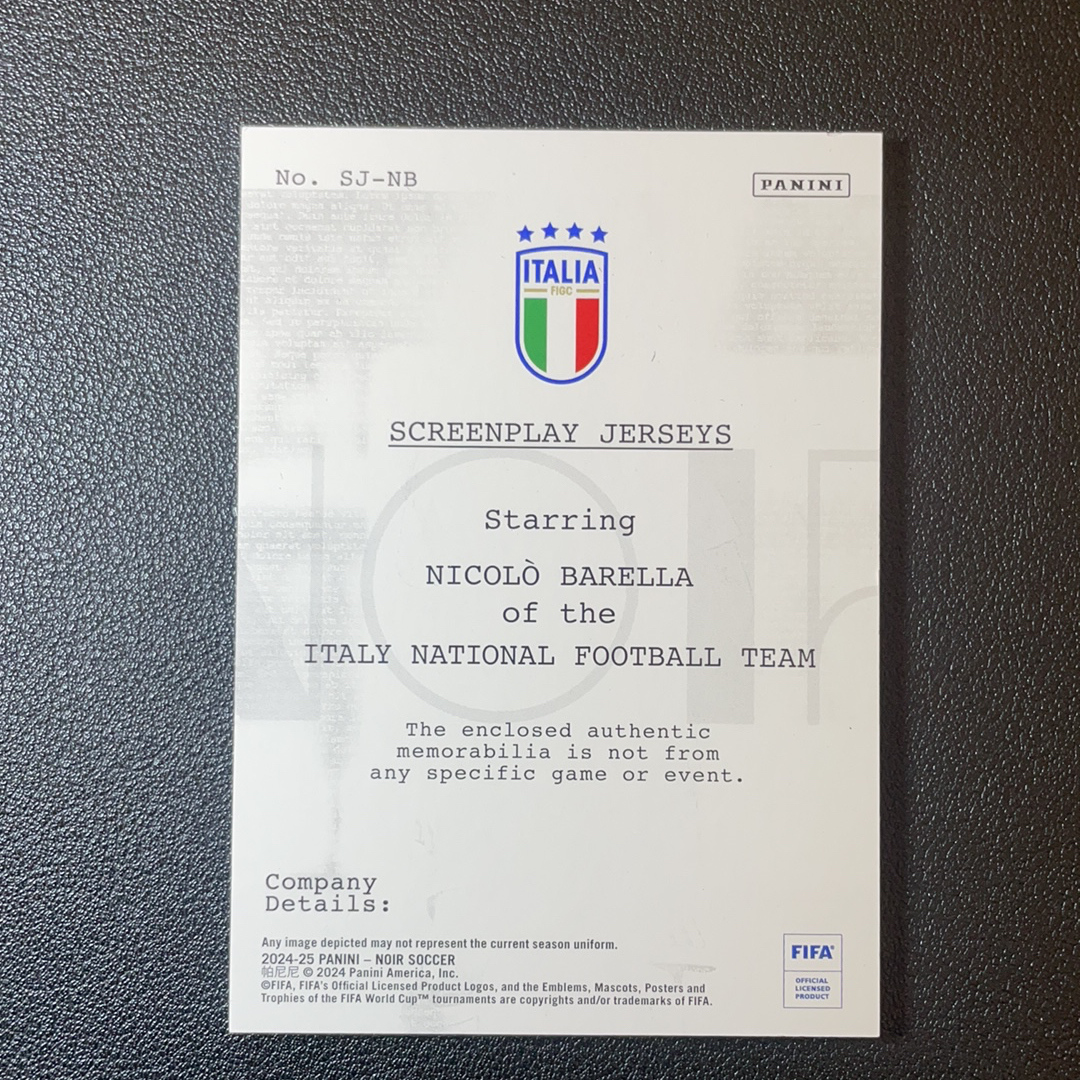 No. SJ-NB
PANINI
ITALIA
FIGC
SCREENPLAY JERSEYS
Starring
NICOLÒ BARELLA
of the
ITALY NATIONAL FOOTBALL TEAM
The enclosed authentic
memorabilia is not from
any specific game or event.
Company
Details:
Any image depicted may not represent the current season uniform.
2024-25 PANINI – NOIR SOCCER
帕尼尼 © 2024 Panini America, Inc.
©FIFA, FIFA's Official Licensed Product Logos, and the Emblems, Mascots, Posters and
Trophies of the FIFA World Cup™ tournaments are copyrights and/or trademarks of FIFA.
FIFA®
OFFICIAL
LICENSED
PRODUCT